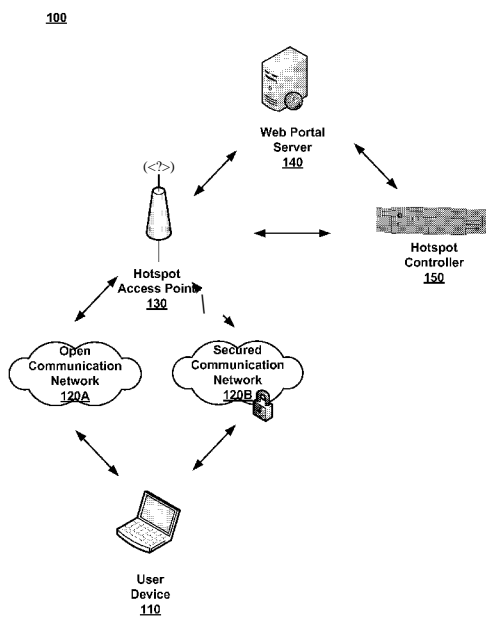 100
Web Portal
Server
140
(<?>)
Hotspot
Access Point
130
Hotspot
Controller
150
Open
Communication
Network
120A
Secured
Communication
Network
120B
User
Device
110